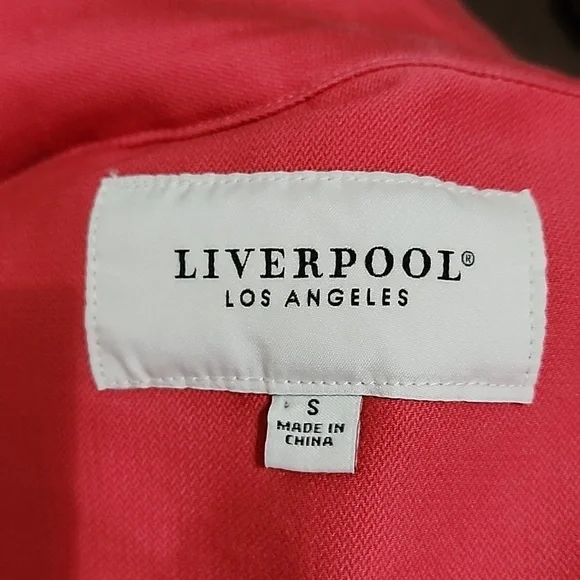 LIVERPOOL®
LOS ANGELES
S
MADE IN
CHINA